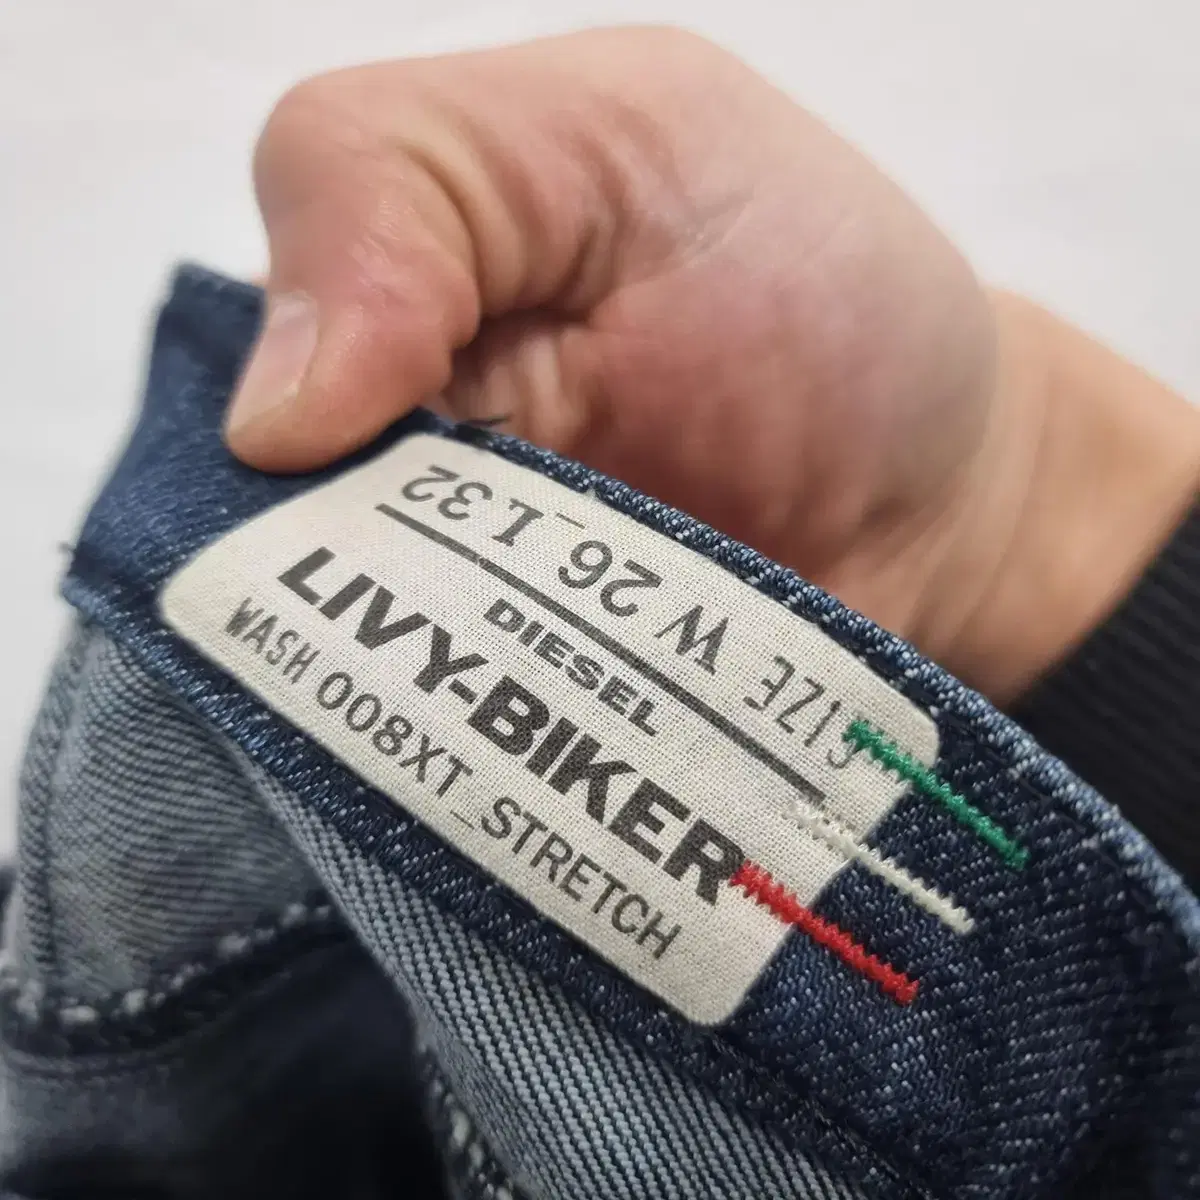 SIZE W 26_L 32
DIESEL
LIVY-BIKER
WASH 008XT_STRETCH